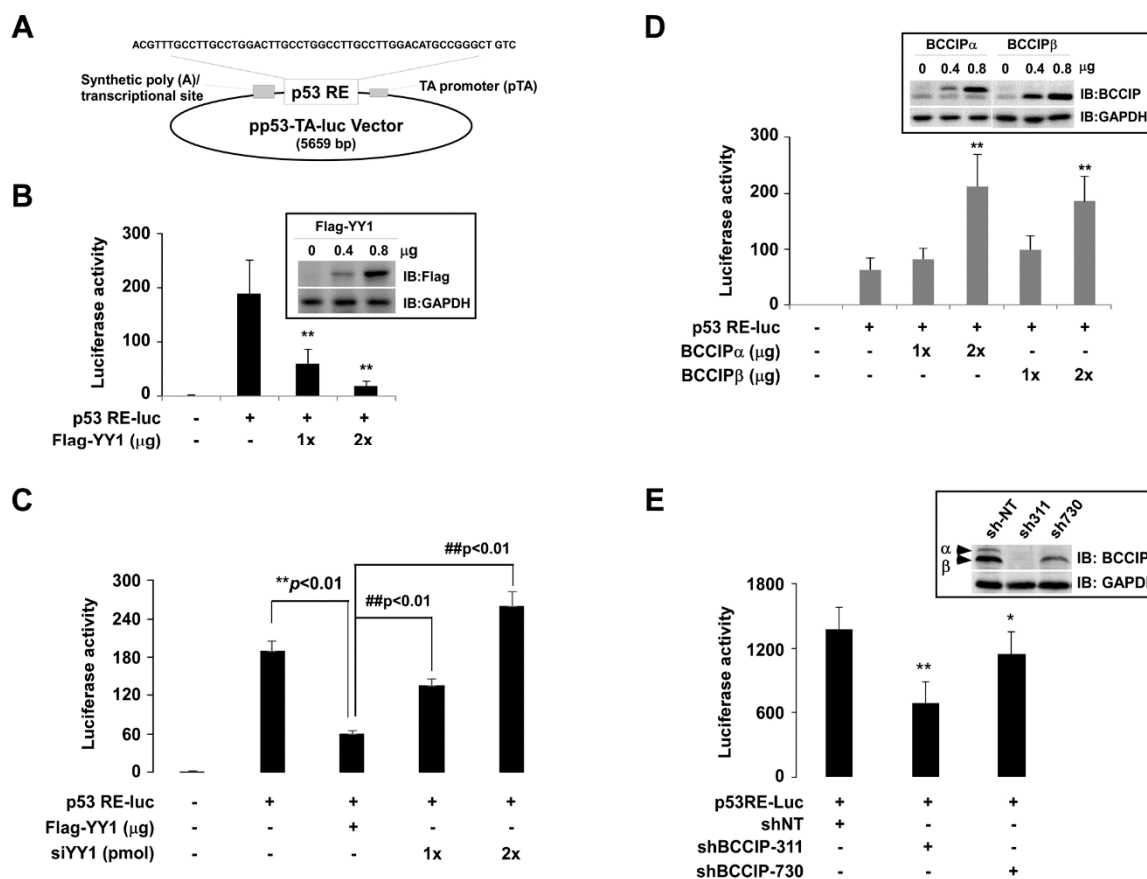 A
ACGTTTGCCTTGCCTGGACTTGCCTGGCCTTGCCTTGGACATGCCGGGCT GTC
Synthetic poly (A)/
transcriptional site
p53 RE
TA promoter (pTA)
pp53-TA-luc Vector
(5659 bp)
B
Luciferase activity
300
200
100
0
Flag-YY1
0 0.4 0.8 μg
IB:Flag
IB:GAPDH
**
**
p53 RE-luc - + + +
Flag-YY1 (μg) - - 1x 2x
C
Luciferase activity
300
240
180
120
60
0
**p<0.01
##p<0.01
##p<0.01
p53 RE-luc - + + + +
Flag-YY1 (μg) - - + - -
siYY1 (pmol) - - - 1x 2x
D
BCCIPα BCCIPβ
0 0.4 0.8 0 0.4 0.8 μg
IB:BCCIP
IB:GAPDH
Luciferase activity
300
200
100
0
**
**
p53 RE-luc - + + + + +
BCCIPα (μg) - - 1x 2x - -
BCCIPβ (μg) - - - - 1x 2x
E
sh-NT sh311 sh730
α
β
IB: BCCIP
IB: GAPDH
Luciferase activity
1800
1400
1000
600
0
**
*
p53RE-Luc + + +
shNT + - -
shBCCIP-311 - + -
shBCCIP-730 - - +